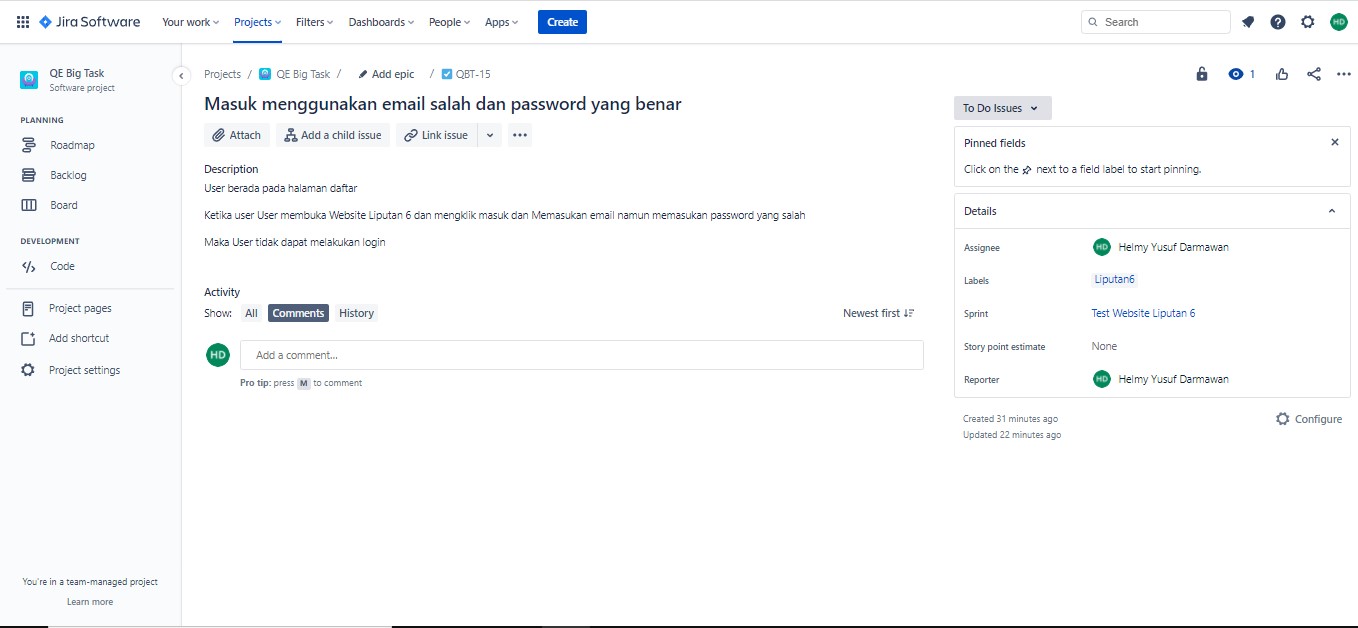 Jira Software Your work Projects Filters Dashboards People Apps Create Search HD
QE Big Task
Software project
PLANNING
Roadmap
Backlog
Board
DEVELOPMENT
Code
Project pages
Add shortcut
Project settings
You're in a team-managed project
Learn more
Projects / QE Big Task / Add epic / QBT-15
1
Masuk menggunakan email salah dan password yang benar
Attach Add a child issue Link issue
Description
User berada pada halaman daftar
Ketika user User membuka Website Liputan 6 dan mengklik masuk dan Memasukan email namun memasukan password yang salah
Maka User tidak dapat melakukan login
Activity
Show: All Comments History Newest first
HD Add a comment...
Pro tip: press M to comment
To Do Issues
Pinned fields
Click on the next to a field label to start pinning.
Details
Assignee HD Helmy Yusuf Darmawan
Labels Liputan6
Sprint Test Website Liputan 6
Story point estimate None
Reporter HD Helmy Yusuf Darmawan
Created 31 minutes ago
Updated 22 minutes ago
Configure